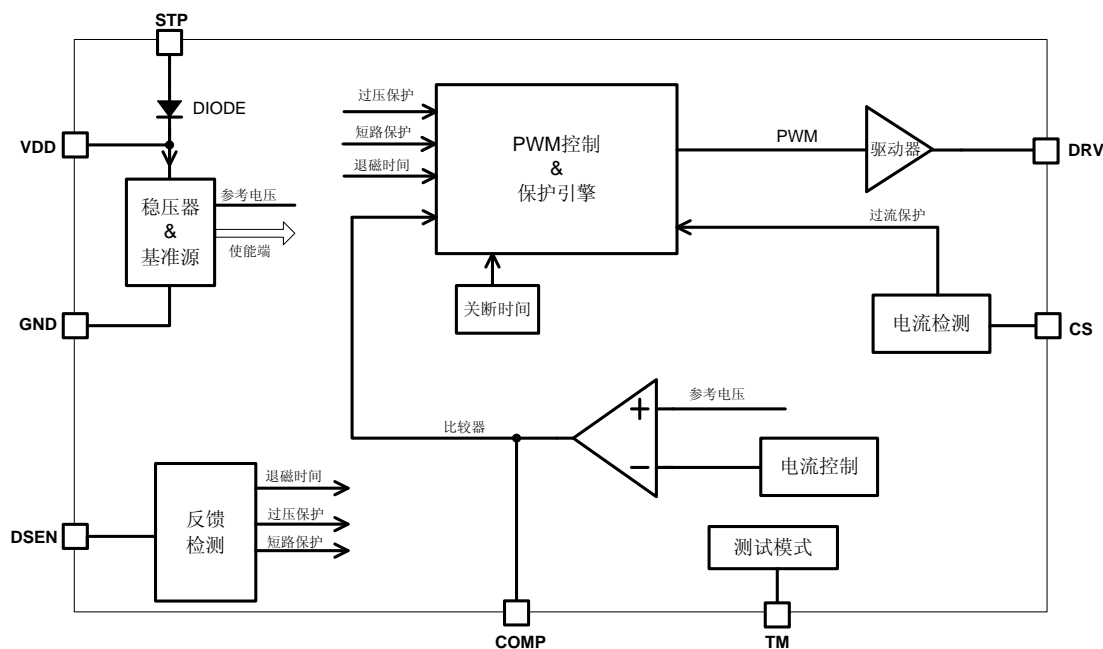 STP
DIODE
VDD
稳压器
&
基准源
参考电压
使能端
GND
过压保护
短路保护
退磁时间
PWM控制
&
保护引擎
关断时间
PWM
驱动器
DRV
过流保护
电流检测
CS
比较器
+
参考电压
−
电流控制
DSEN
反馈
检测
退磁时间
过压保护
短路保护
测试模式
COMP
TM